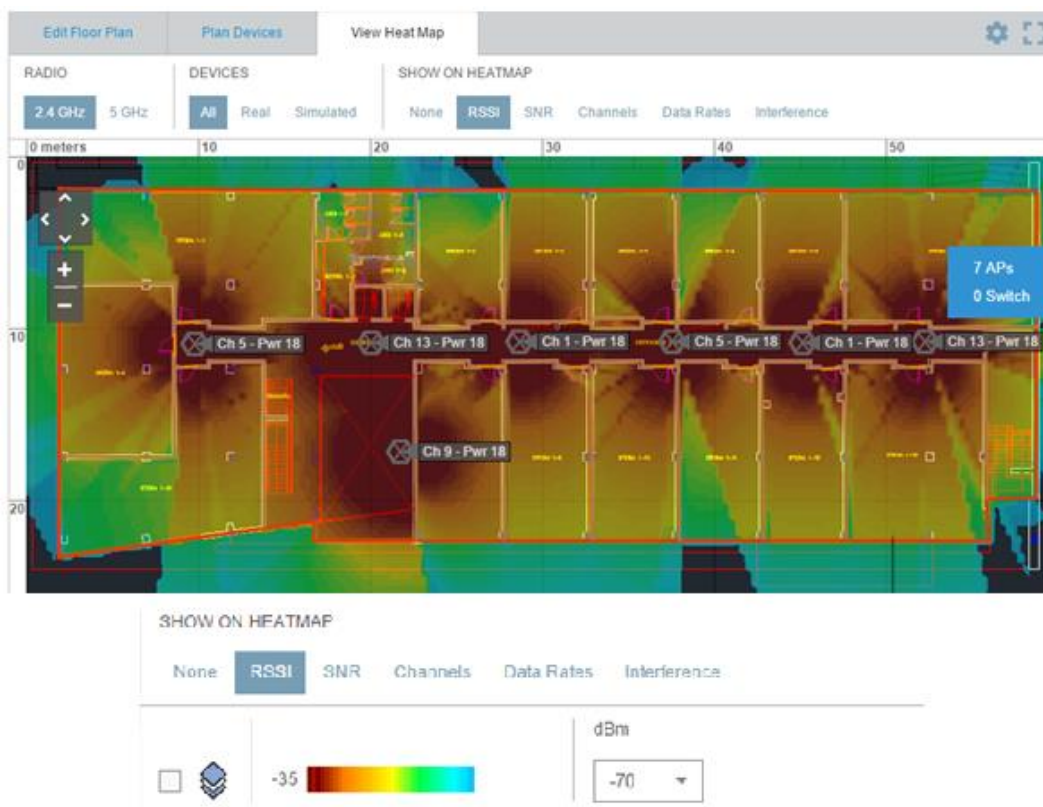 Edit Floor Plan Plan Devices View Heat Map
RADIO DEVICES SHOW ON HEATMAP
2.4 GHz 5 GHz All Real Simulated None RSSI SNR Channels Data Rates Interference
0 meters 10 20 30 40 50
0
+
7 APs
−
0 Switch
10
Ch 5 - Pwr 18 Ch 13 - Pwr 18 Ch 1 - Pwr 18 Ch 5 - Pwr 18 Ch 1 - Pwr 18 Ch 13 - Pwr 18
Ch 9 - Pwr 18
20
SHOW ON HEATMAP
None RSSI SNR Channels Data Rates Interference
dBm
-35 -70